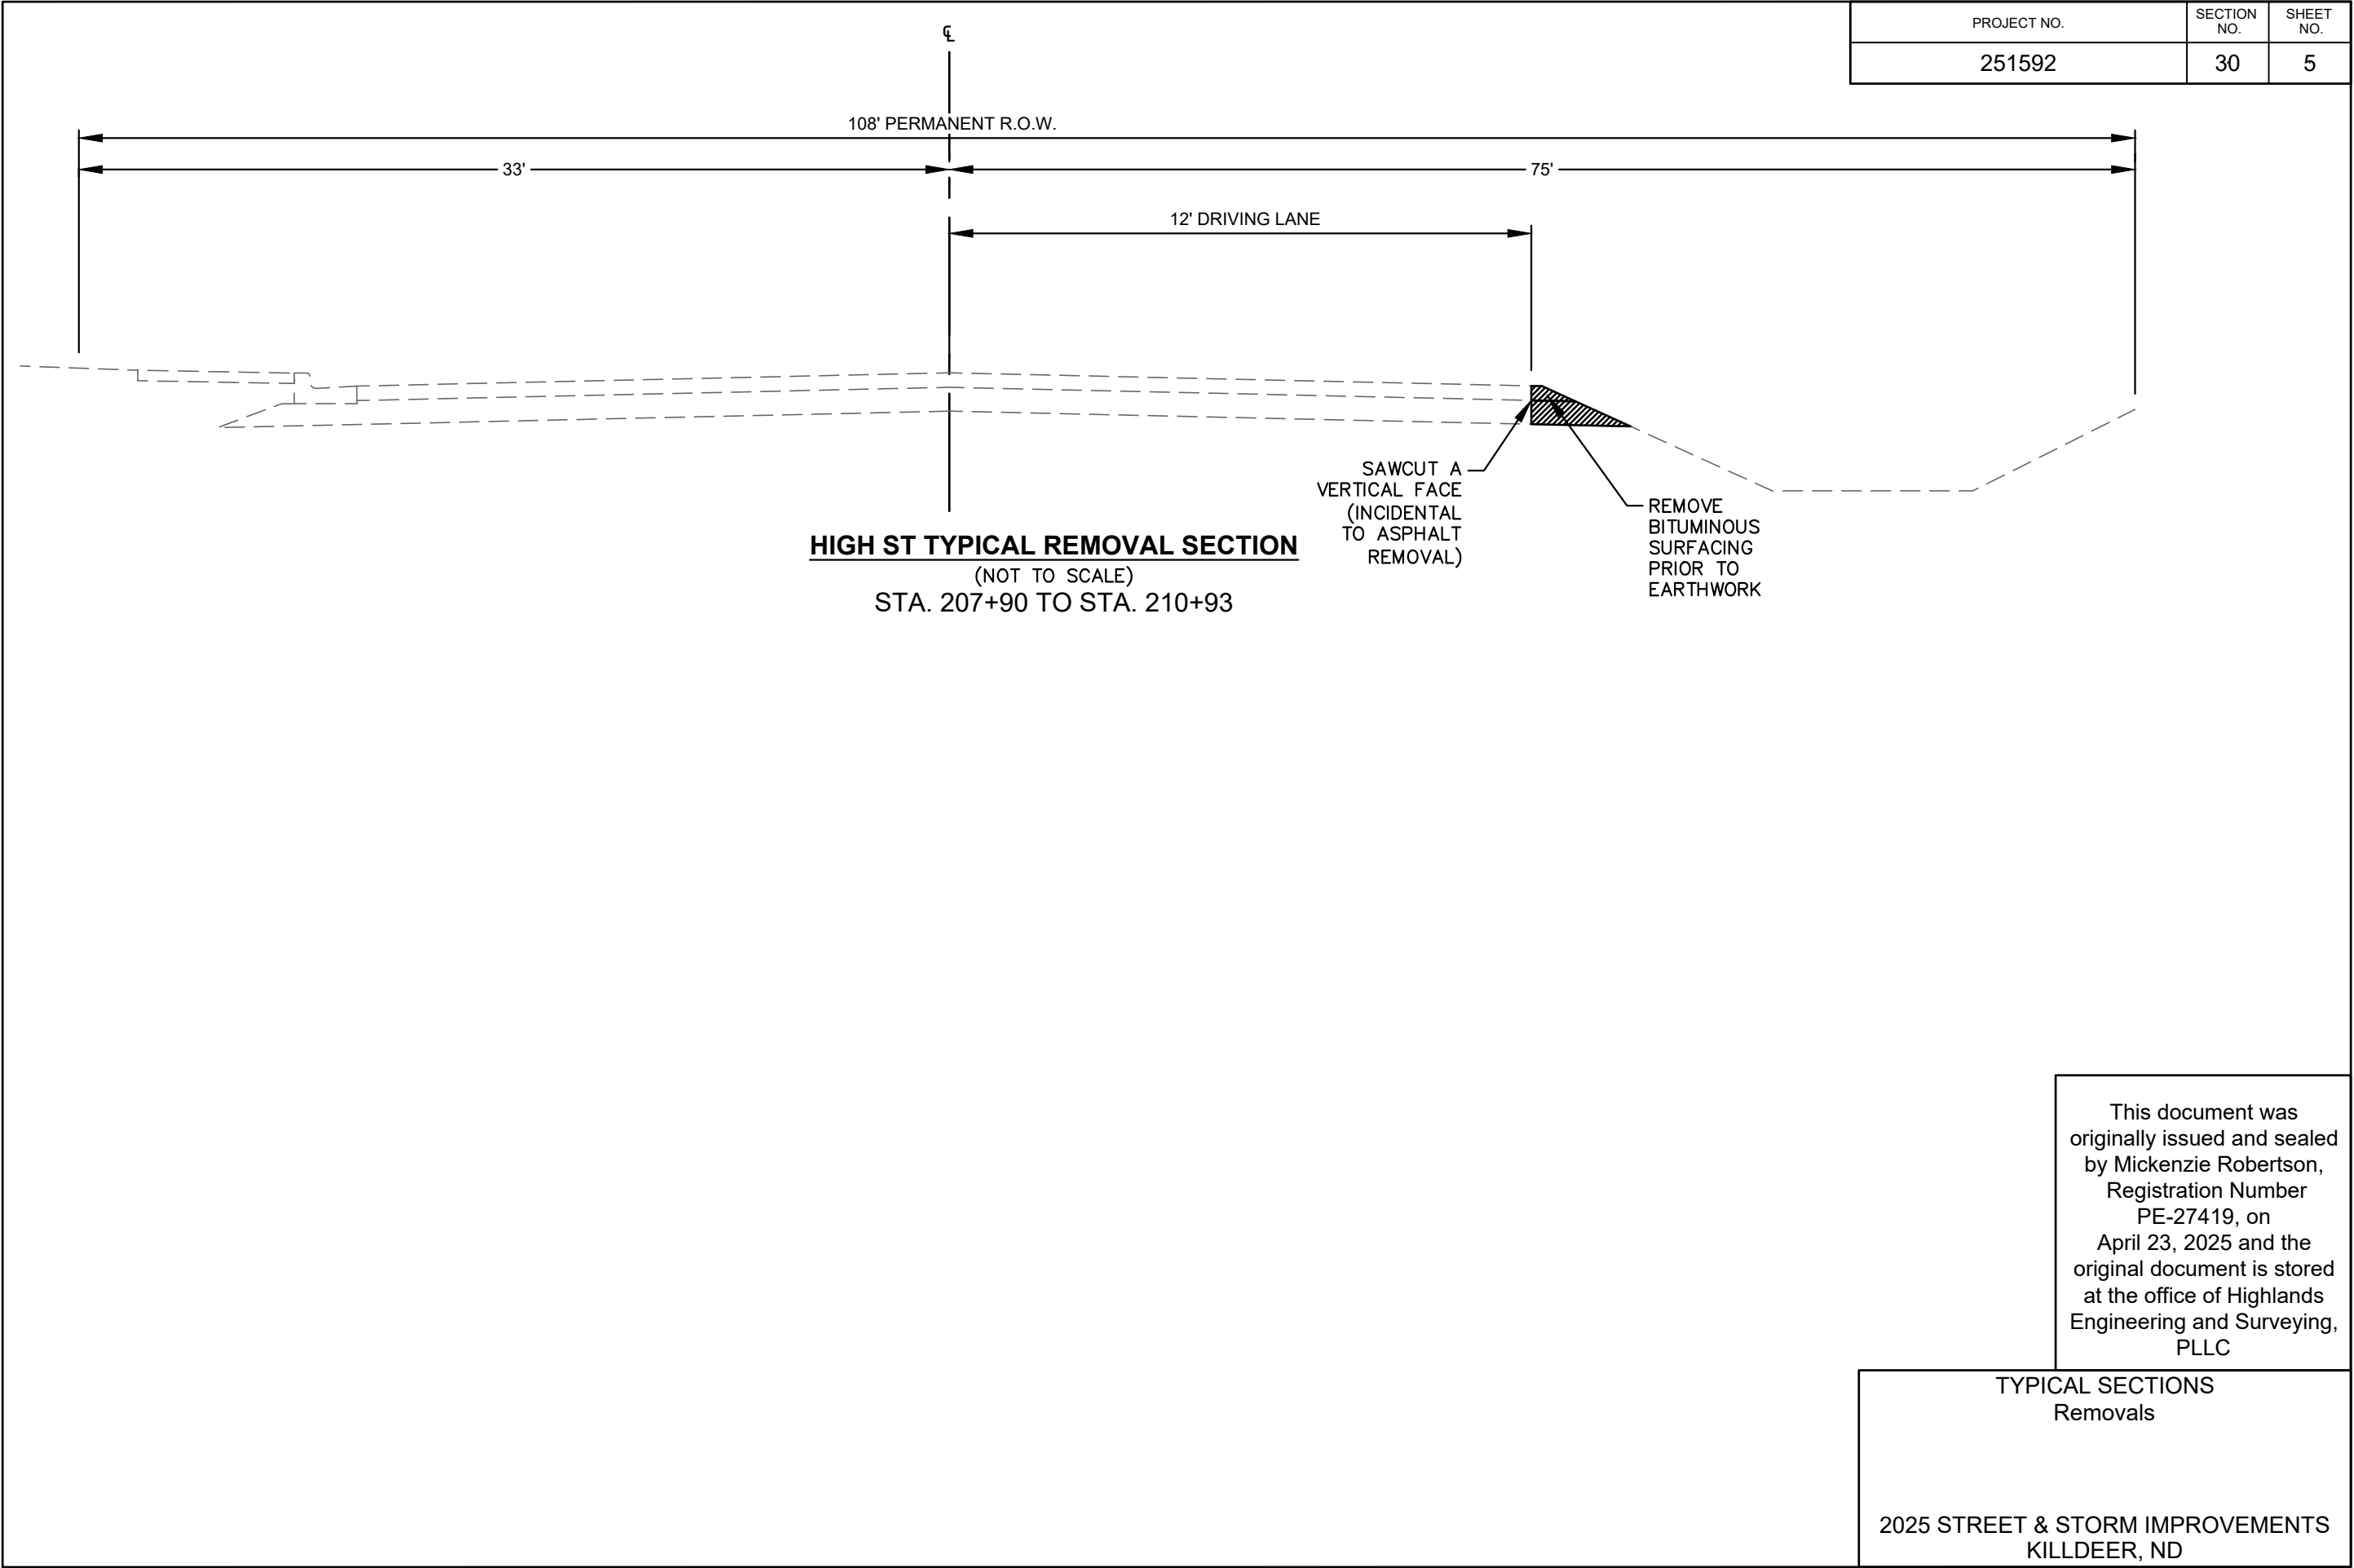 PROJECT NO.
SECTION
NO.
SHEET
NO.
251592
30
5
℄
108' PERMANENT R.O.W.
33'
75'
12' DRIVING LANE
SAWCUT A
VERTICAL FACE
(INCIDENTAL
TO ASPHALT
REMOVAL)
REMOVE
BITUMINOUS
SURFACING
PRIOR TO
EARTHWORK
HIGH ST TYPICAL REMOVAL SECTION
(NOT TO SCALE)
STA. 207+90 TO STA. 210+93
This document was
originally issued and sealed
by Mickenzie Robertson,
Registration Number
PE-27419, on
April 23, 2025 and the
original document is stored
at the office of Highlands
Engineering and Surveying,
PLLC
TYPICAL SECTIONS
Removals
2025 STREET & STORM IMPROVEMENTS
KILLDEER, ND